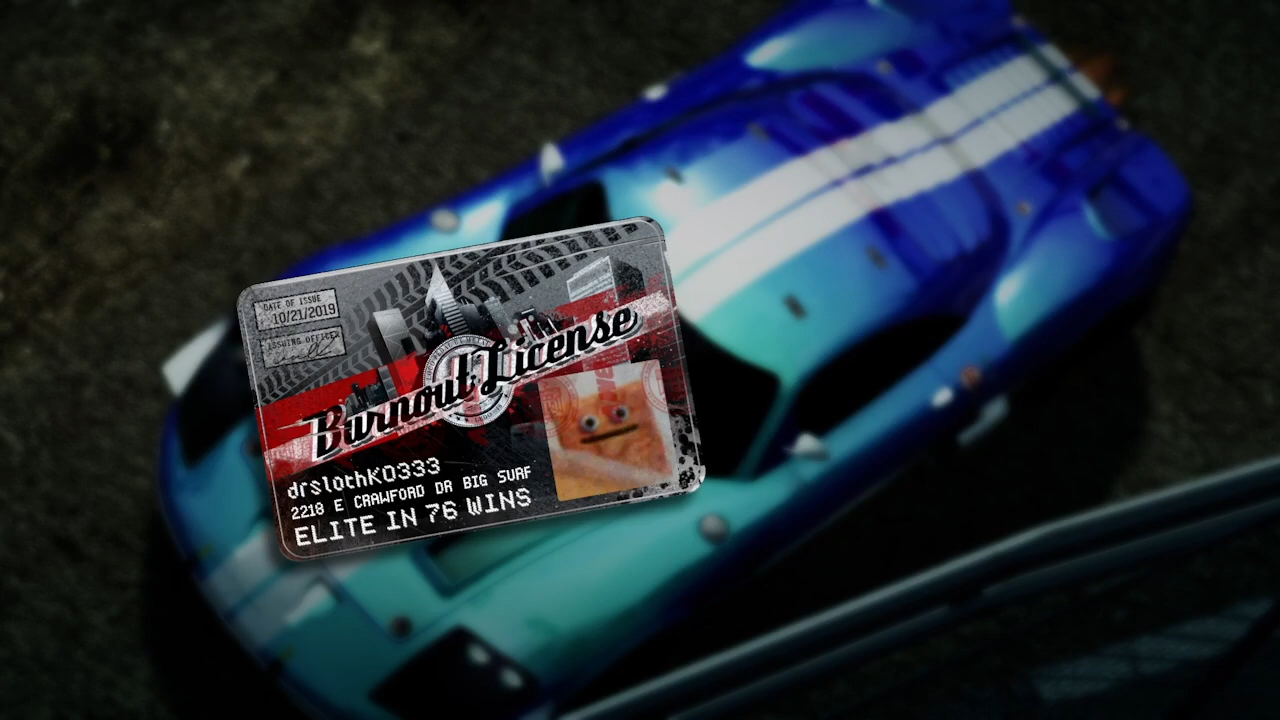 DATE OF ISSUE
10/21/2019
ISSUING OFFICER
Burnout License
drslothKO333
2218 E CRAWFORD DR BIG SURF
ELITE IN 76 WINS